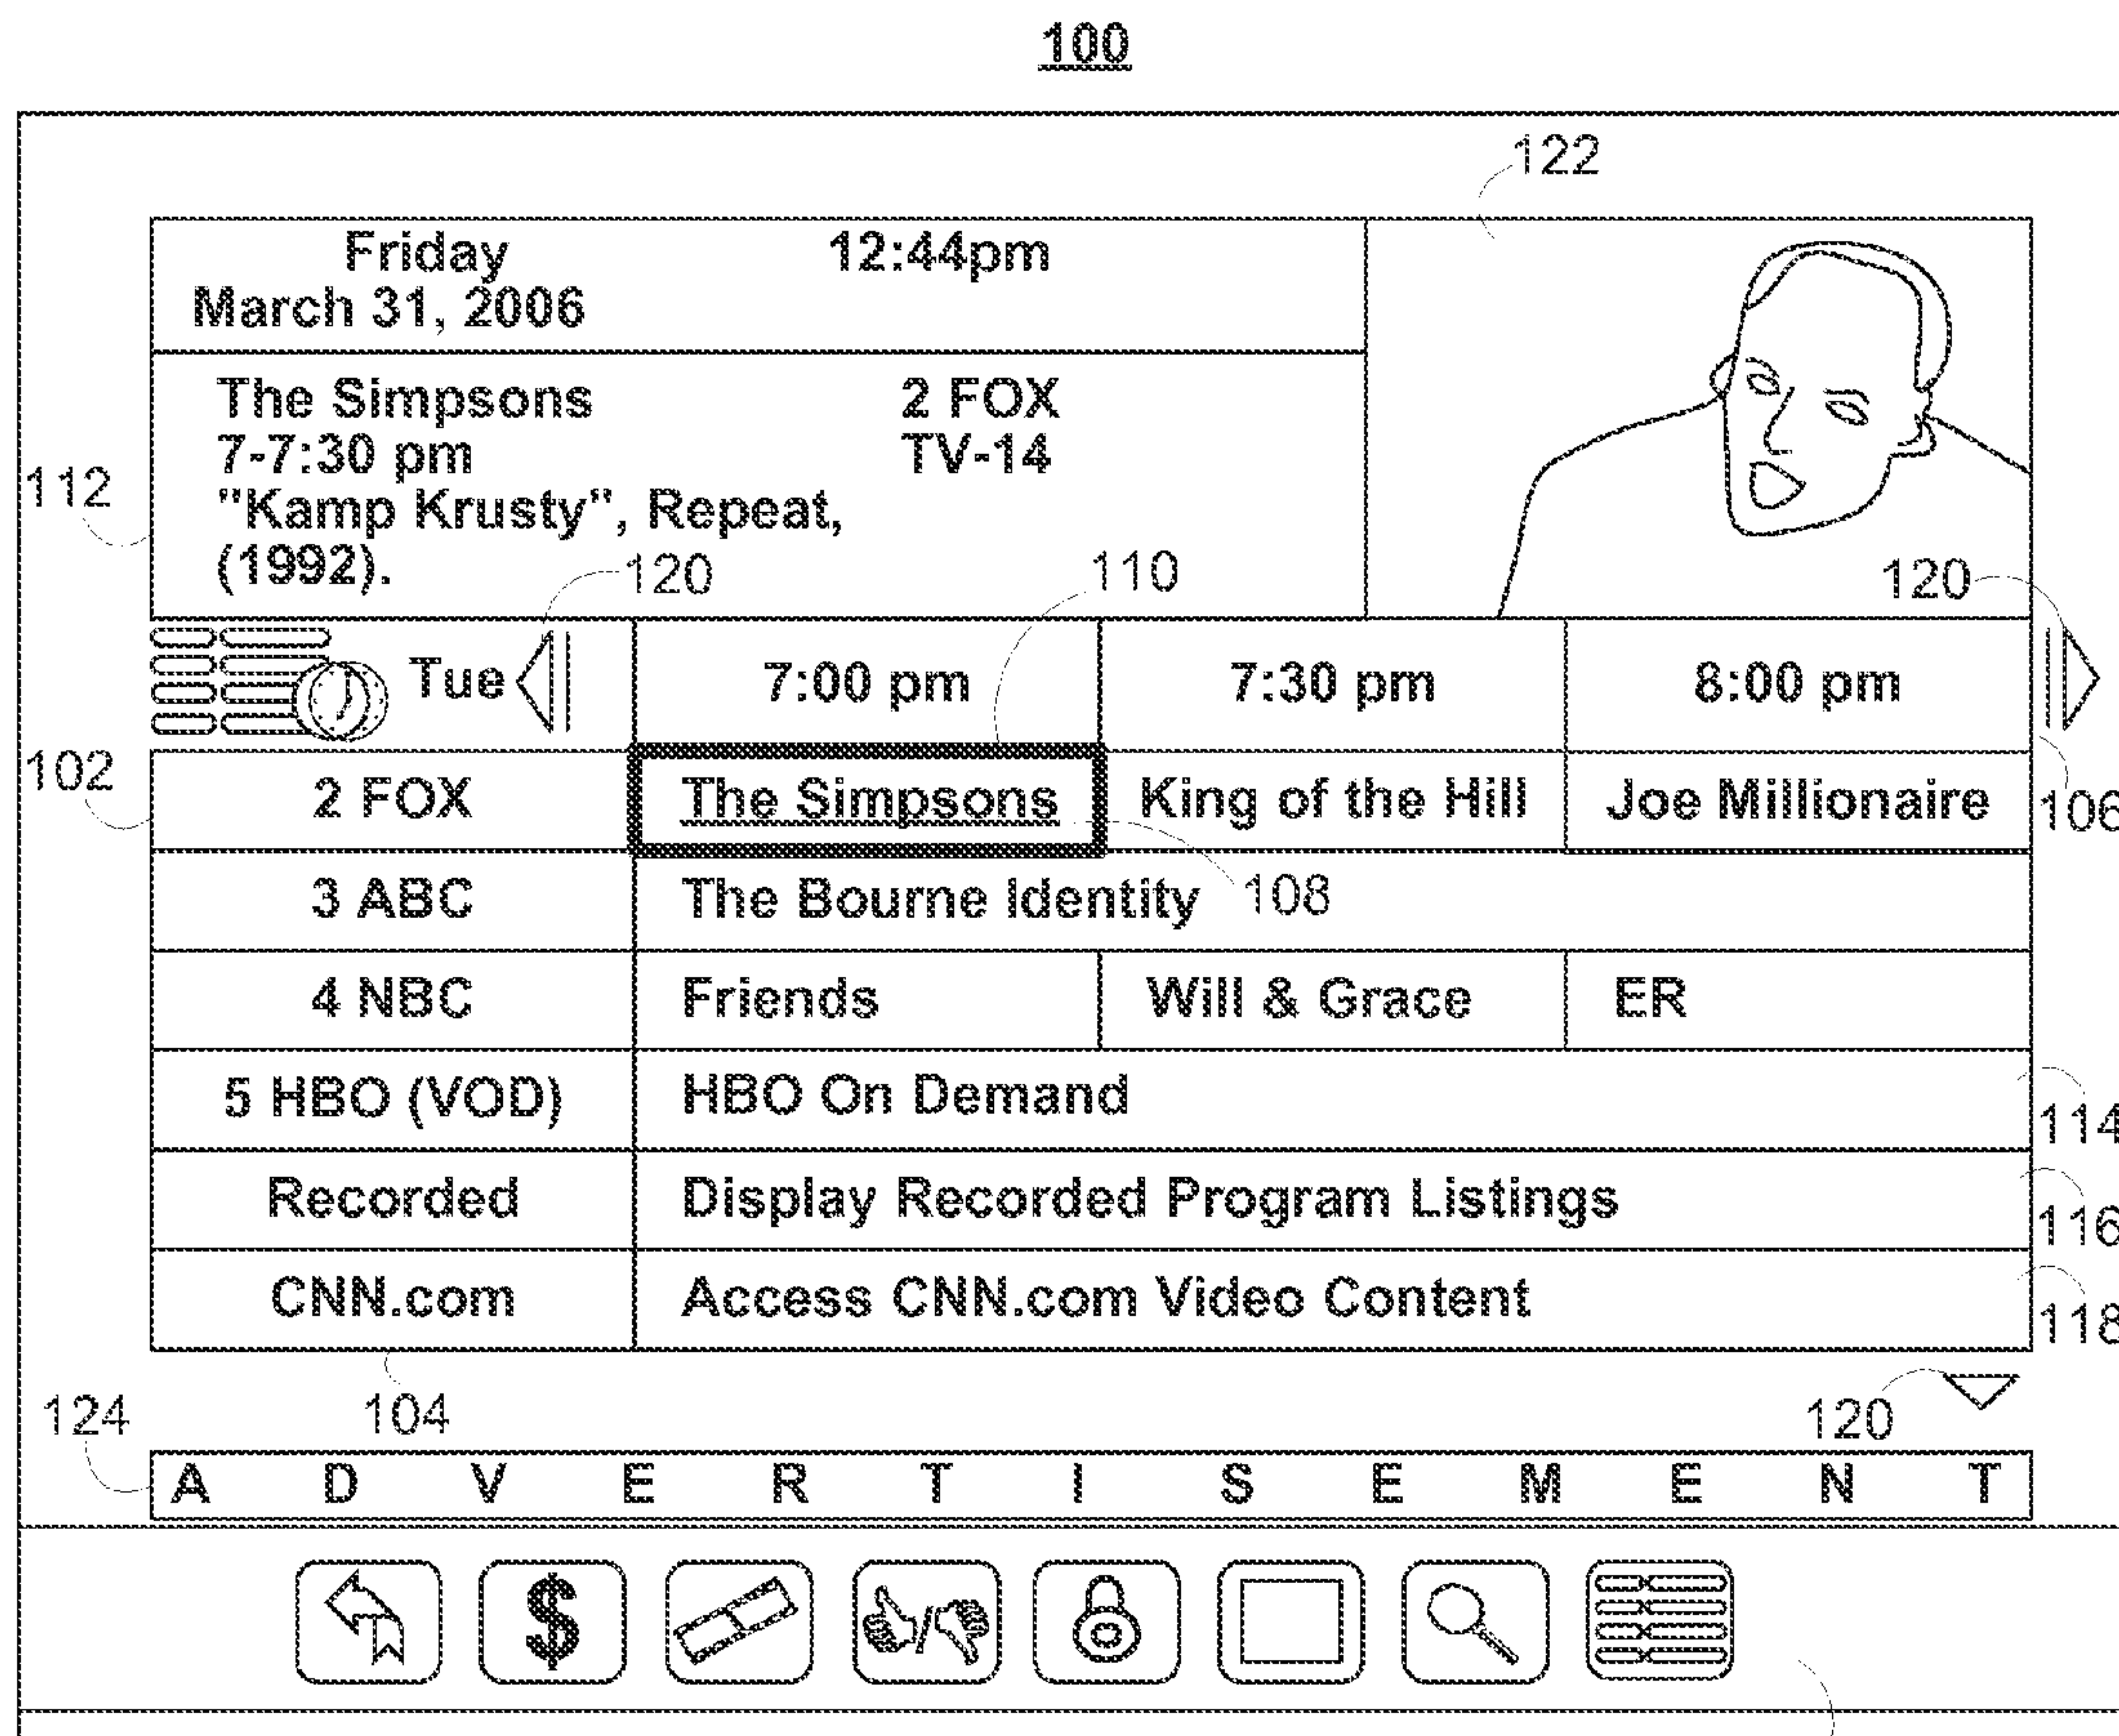 100
122
Friday 12:44pm
March 31, 2006
The Simpsons 2 FOX
7-7:30 pm TV-14
112
"Kamp Krusty", Repeat,
(1992).
120 110 120
Tue 7:00 pm 7:30 pm 8:00 pm
102
2 FOX The Simpsons King of the Hill Joe Millionaire
106
3 ABC The Bourne Identity 108
4 NBC Friends Will & Grace ER
5 HBO (VOD) HBO On Demand
114
Recorded Display Recorded Program Listings
116
CNN.com Access CNN.com Video Content
118
124 104 120
A D V E R T I S E M E N T
$